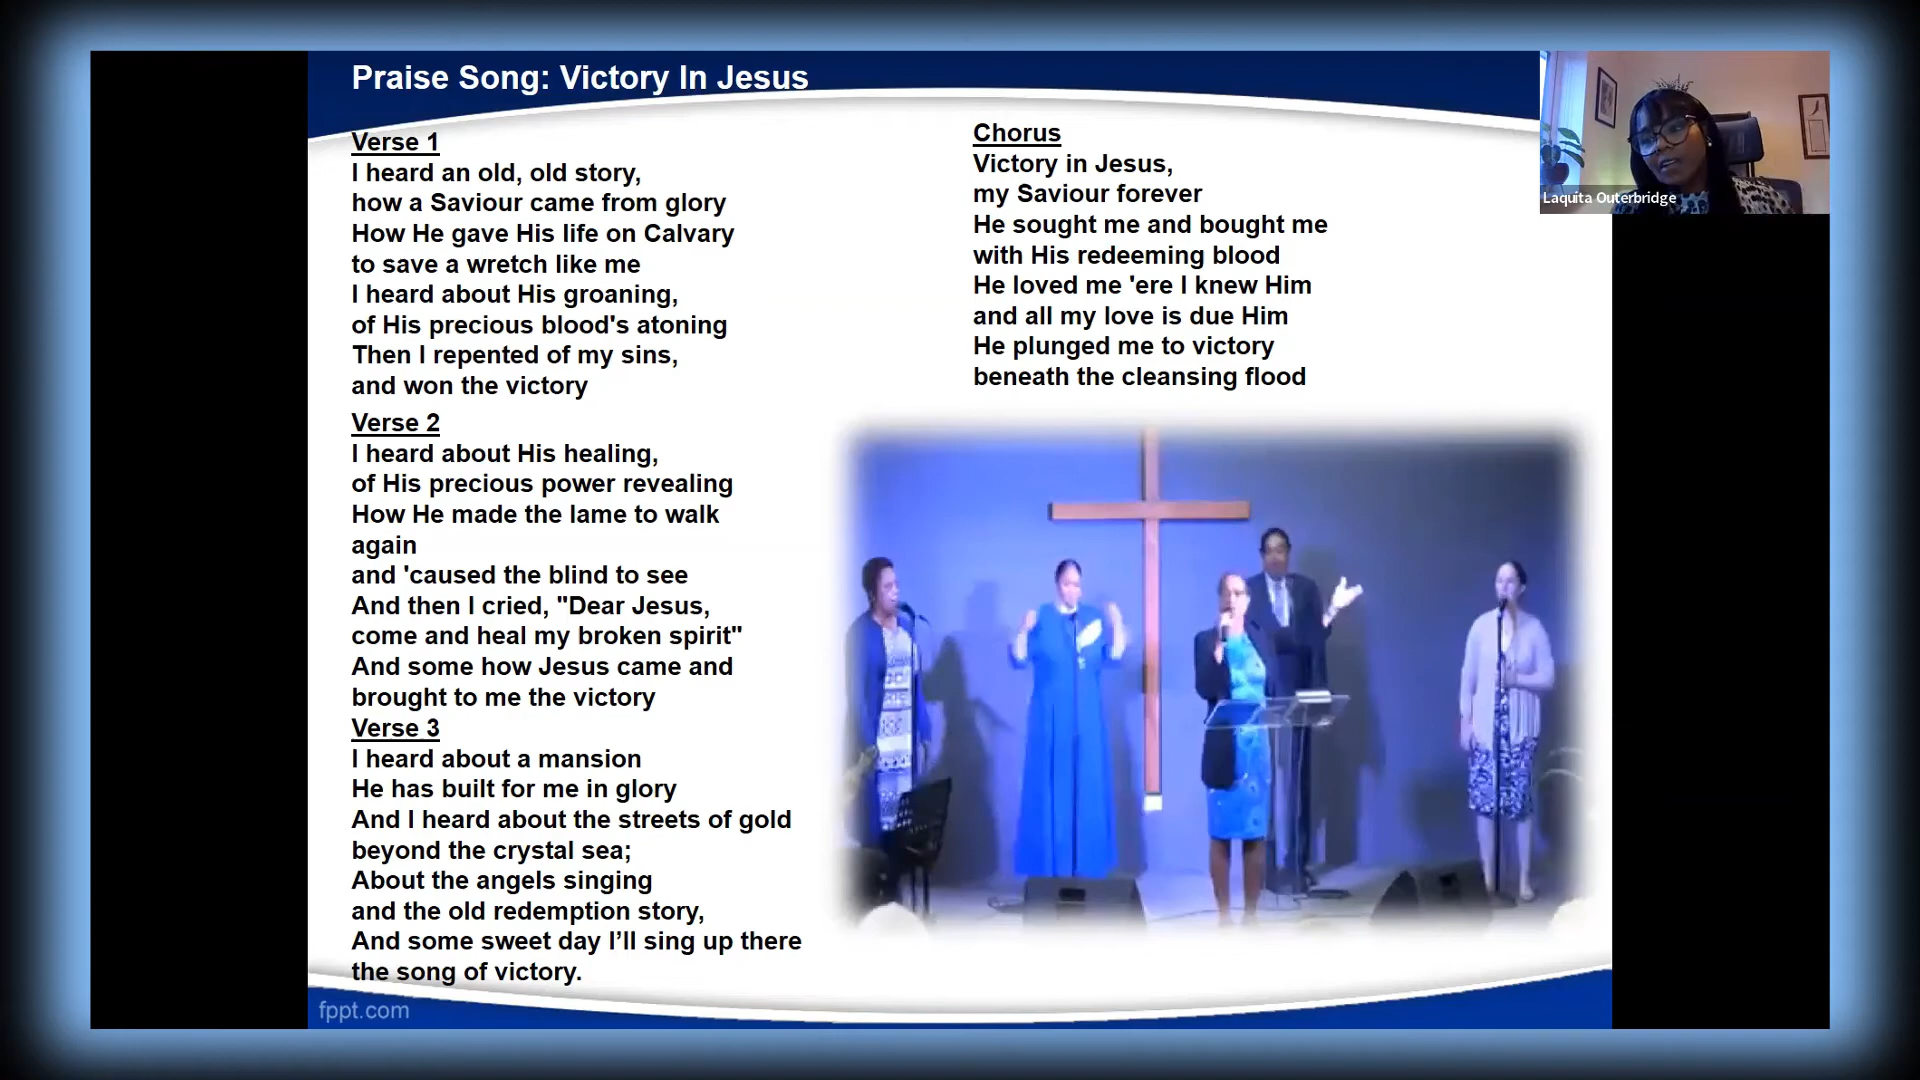 Praise Song: Victory In Jesus
Verse 1
I heard an old, old story,
how a Saviour came from glory
How He gave His life on Calvary
to save a wretch like me
I heard about His groaning,
of His precious blood's atoning
Then I repented of my sins,
and won the victory
Verse 2
I heard about His healing,
of His precious power revealing
How He made the lame to walk
again
and 'caused the blind to see
And then I cried, "Dear Jesus,
come and heal my broken spirit"
And some how Jesus came and
brought to me the victory
Verse 3
I heard about a mansion
He has built for me in glory
And I heard about the streets of gold
beyond the crystal sea;
About the angels singing
and the old redemption story,
And some sweet day I’ll sing up there
the song of victory.
Chorus
Victory in Jesus,
my Saviour forever
He sought me and bought me
with His redeeming blood
He loved me 'ere I knew Him
and all my love is due Him
He plunged me to victory
beneath the cleansing flood
Laquita Outerbridge
fppt.com